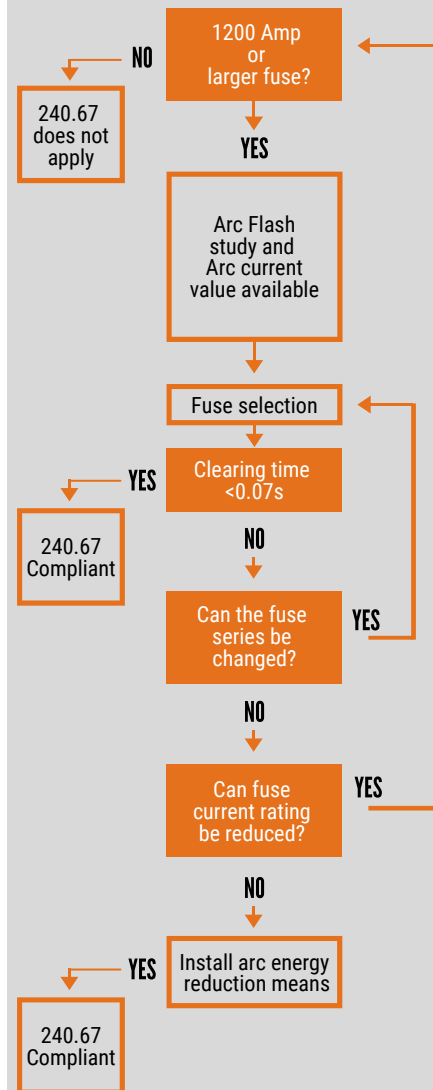 1200 Amp
or
larger fuse?
NO
240.67
does not
apply
YES
Arc Flash
study and
Arc current
value available
Fuse selection
Clearing time
<0.07s
YES
240.67
Compliant
NO
Can the fuse
series be
changed?
YES
NO
Can fuse
current rating
be reduced?
YES
NO
Install arc energy
reduction means
YES
240.67
Compliant